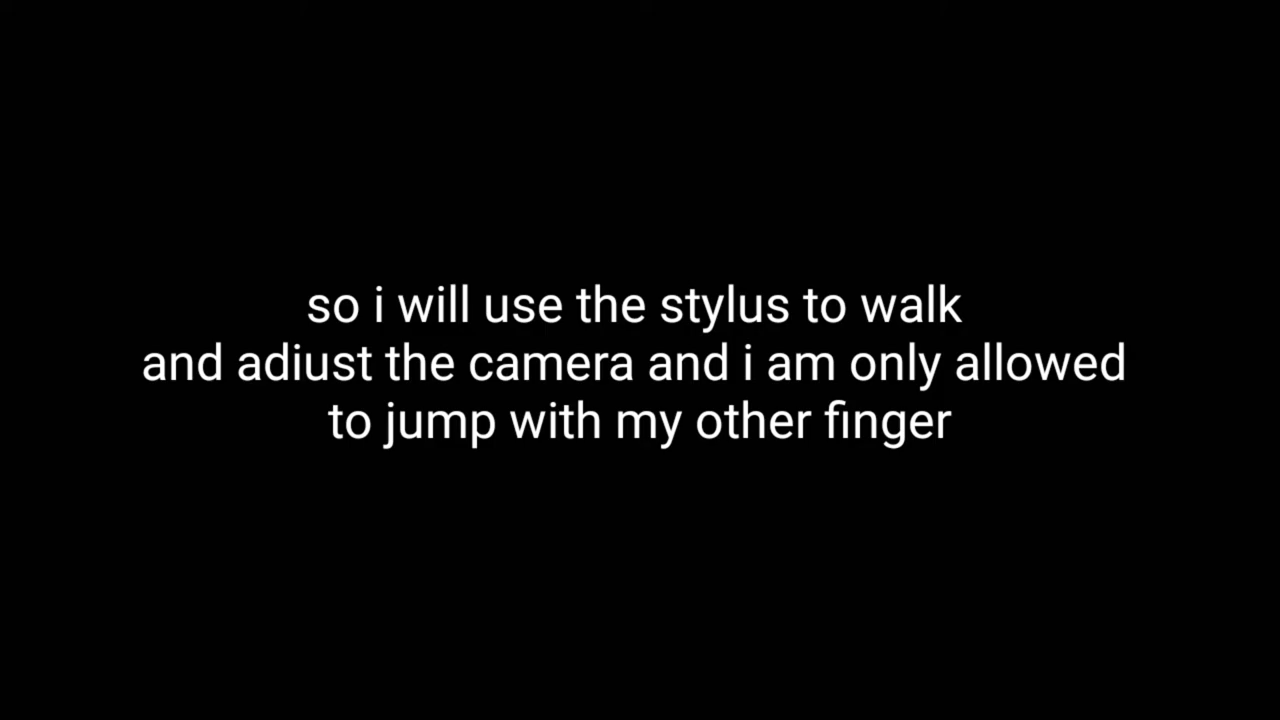 so i will use the stylus to walk
and adiust the camera and i am only allowed
to jump with my other finger